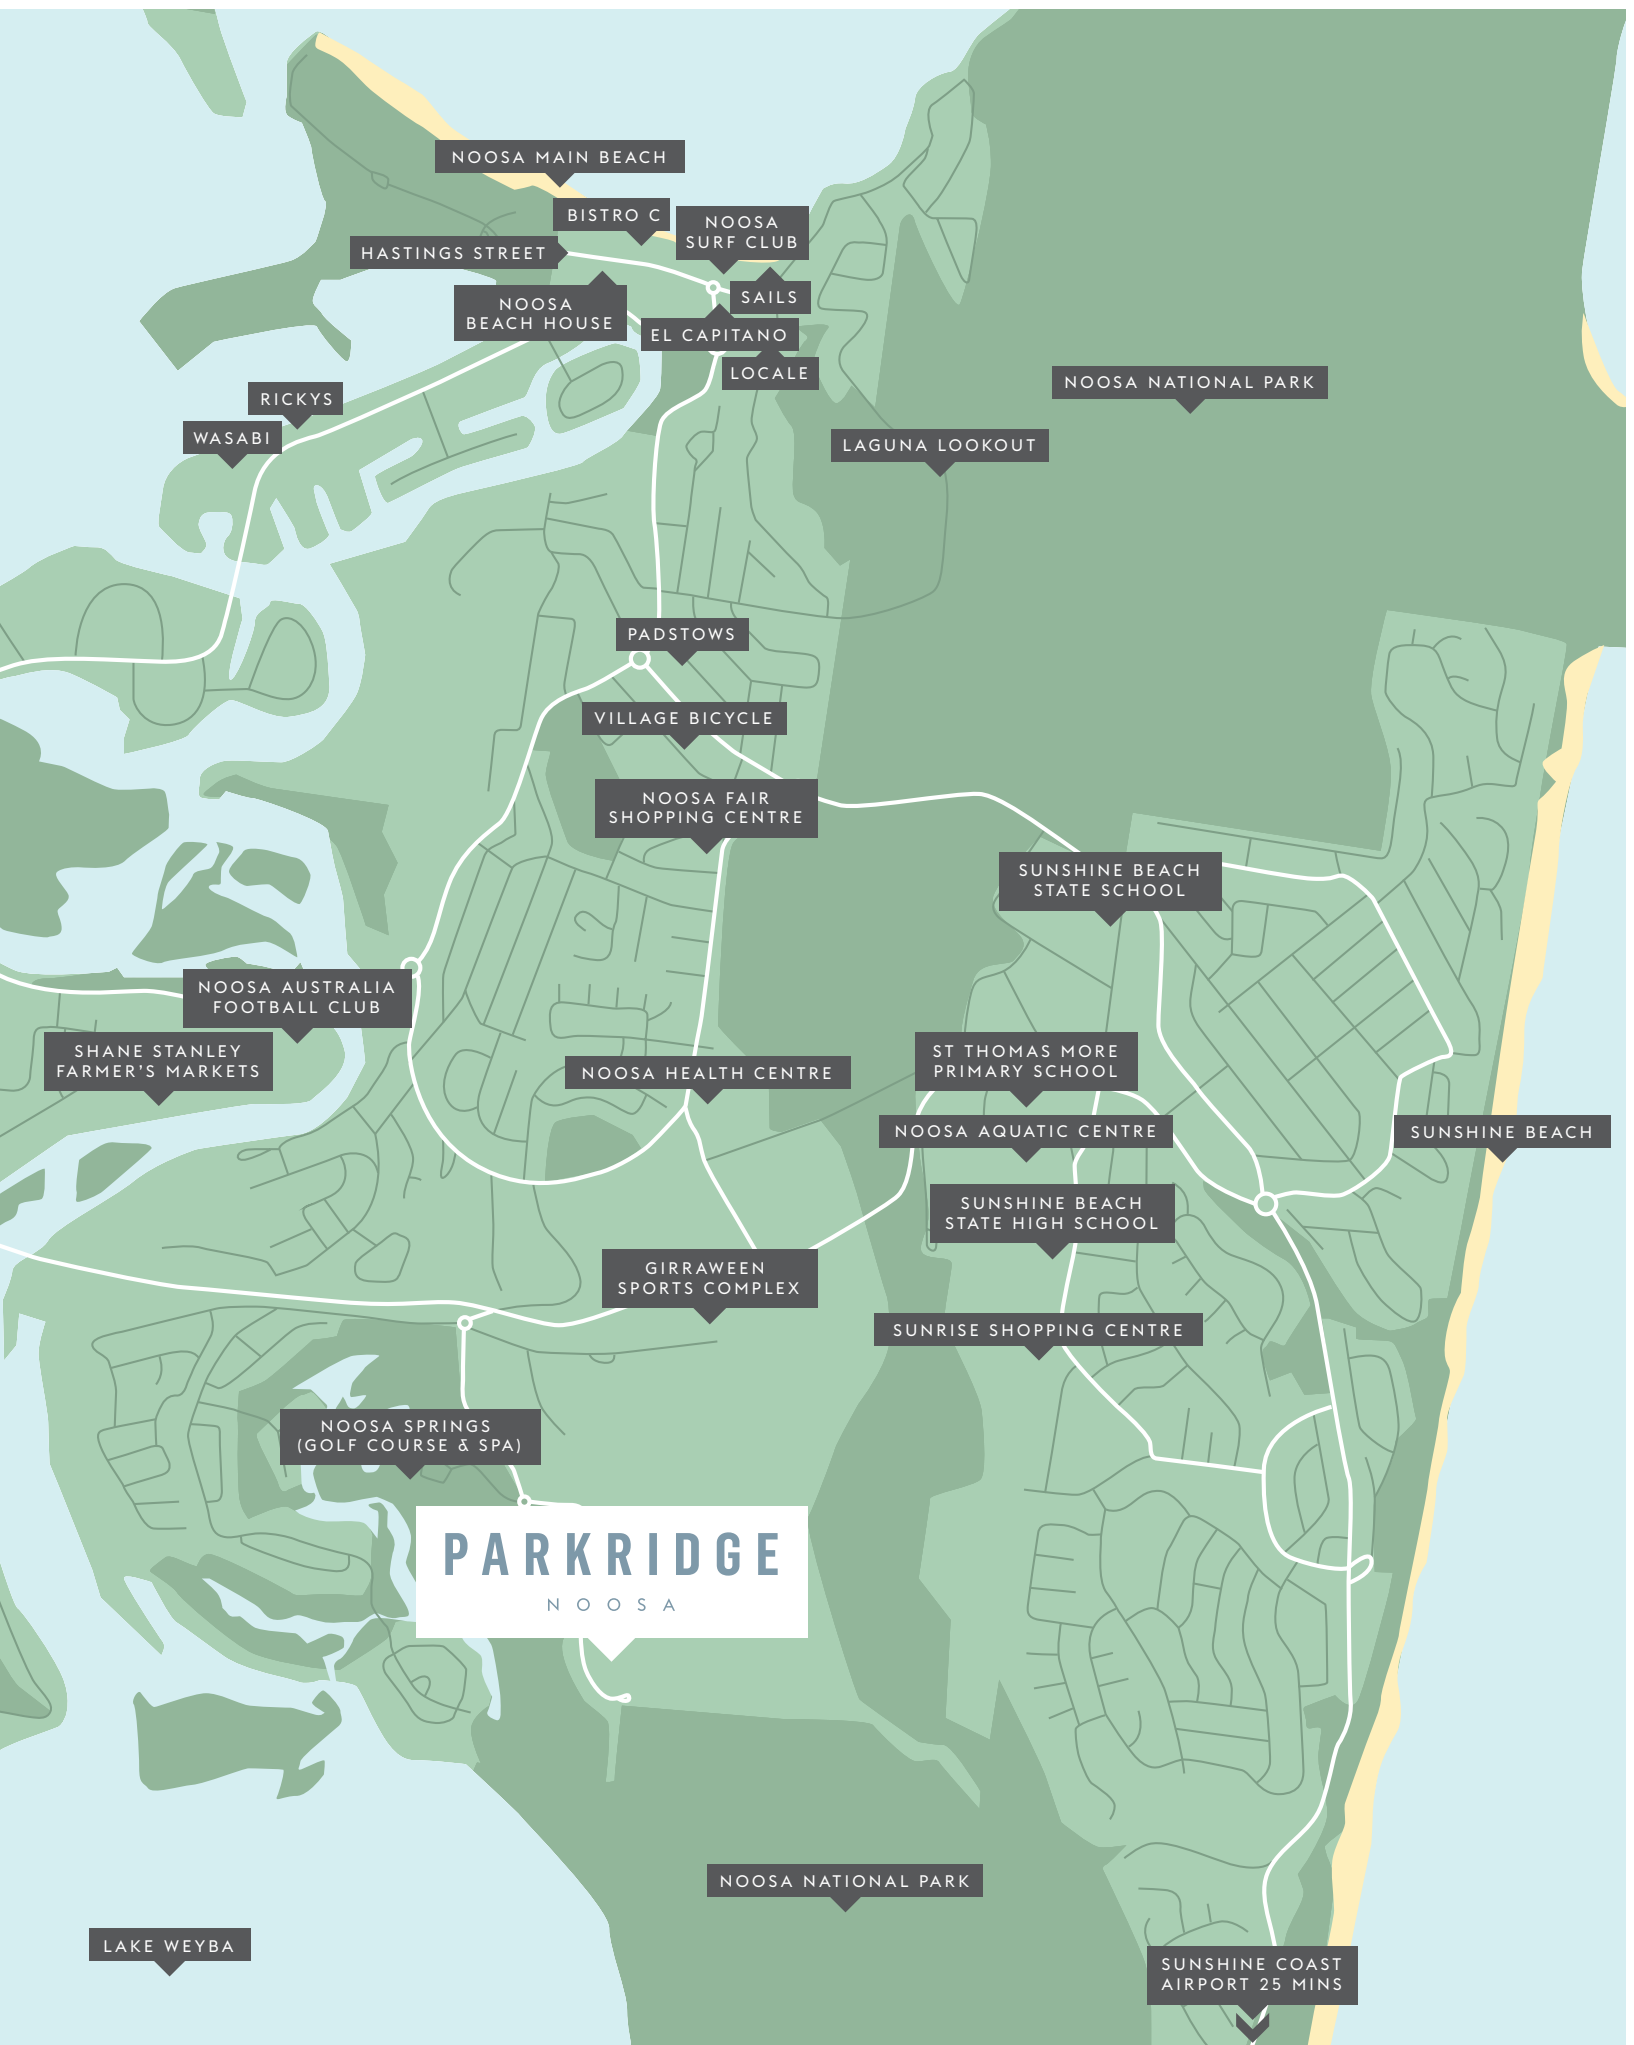 NOOSA MAIN BEACH
BISTRO C
NOOSA
SURF CLUB
HASTINGS STREET
NOOSA
BEACH HOUSE
SAILS
EL CAPITANO
LOCALE
RICKYS
WASABI
NOOSA NATIONAL PARK
LAGUNA LOOKOUT
PADSTOWS
VILLAGE BICYCLE
NOOSA FAIR
SHOPPING CENTRE
SUNSHINE BEACH
STATE SCHOOL
NOOSA AUSTRALIA
FOOTBALL CLUB
SHANE STANLEY
FARMER'S MARKETS
NOOSA HEALTH CENTRE
ST THOMAS MORE
PRIMARY SCHOOL
NOOSA AQUATIC CENTRE
SUNSHINE BEACH
SUNSHINE BEACH
STATE HIGH SCHOOL
GIRRAWEEN
SPORTS COMPLEX
SUNRISE SHOPPING CENTRE
NOOSA SPRINGS
(GOLF COURSE & SPA)
PARKRIDGE
NOOSA
NOOSA NATIONAL PARK
LAKE WEYBA
SUNSHINE COAST
AIRPORT 25 MINS